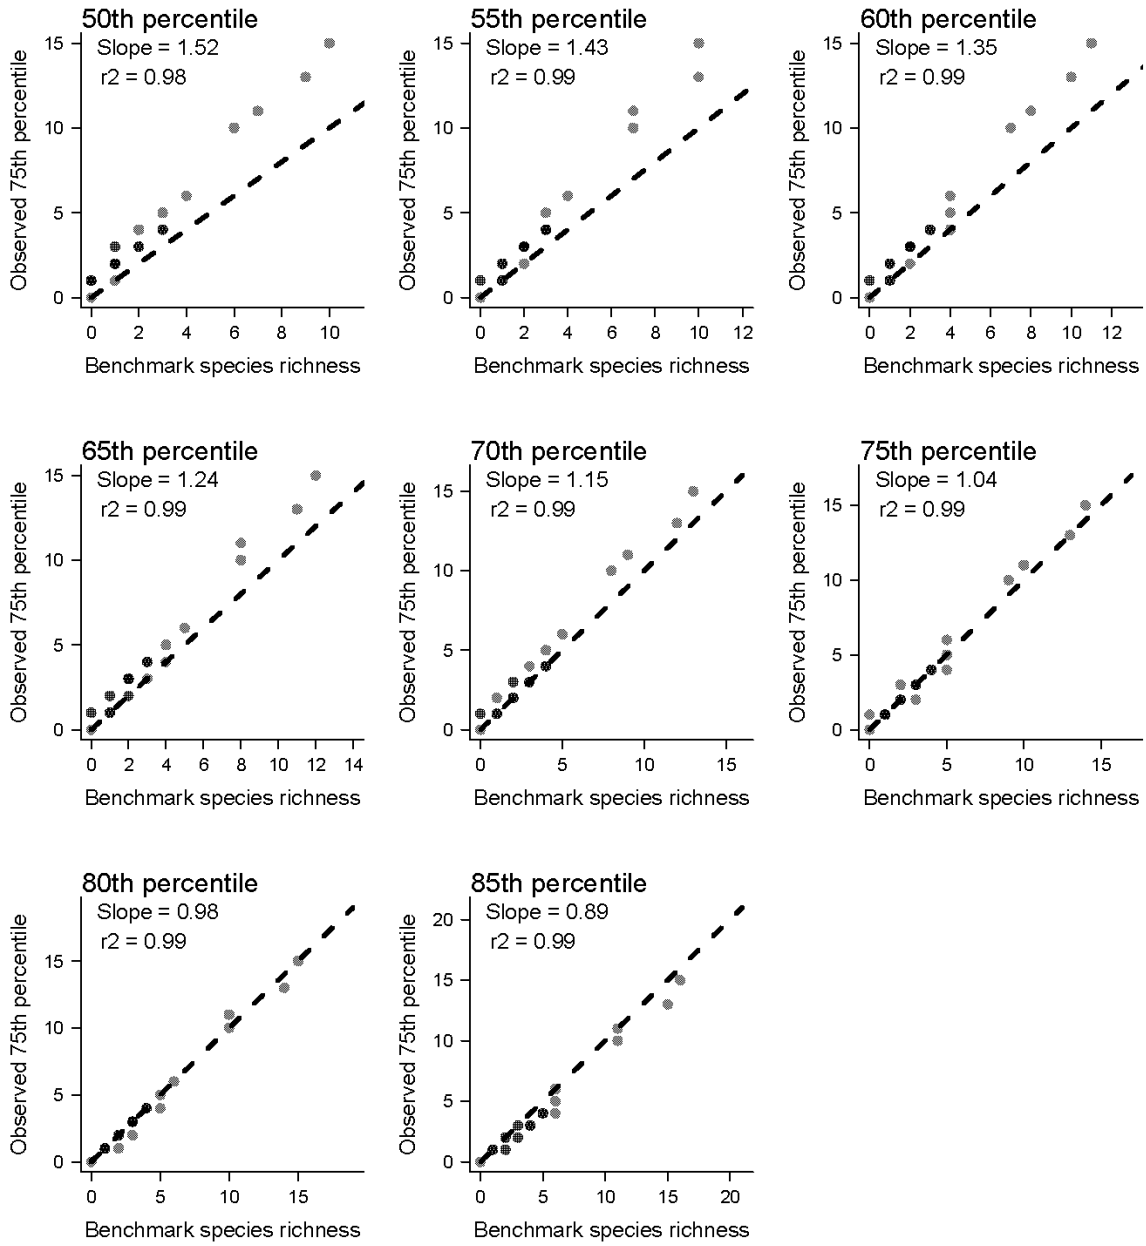 50th percentile
Slope = 1.52
r2 = 0.98
15
10
5
0
Observed 75th percentile
0 2 4 6 8 10
Benchmark species richness
55th percentile
Slope = 1.43
r2 = 0.99
15
10
5
0
Observed 75th percentile
0 2 4 6 8 10 12
Benchmark species richness
60th percentile
Slope = 1.35
r2 = 0.99
15
10
5
0
Observed 75th percentile
0 2 4 6 8 10 12
Benchmark species richness
65th percentile
Slope = 1.24
r2 = 0.99
15
10
5
0
Observed 75th percentile
0 2 4 6 8 10 12 14
Benchmark species richness
70th percentile
Slope = 1.15
r2 = 0.99
15
10
5
0
Observed 75th percentile
0 5 10 15
Benchmark species richness
75th percentile
Slope = 1.04
r2 = 0.99
15
10
5
0
Observed 75th percentile
0 5 10 15
Benchmark species richness
80th percentile
Slope = 0.98
r2 = 0.99
15
10
5
0
Observed 75th percentile
0 5 10 15
Benchmark species richness
85th percentile
Slope = 0.89
r2 = 0.99
20
15
10
5
0
Observed 75th percentile
0 5 10 15 20
Benchmark species richness